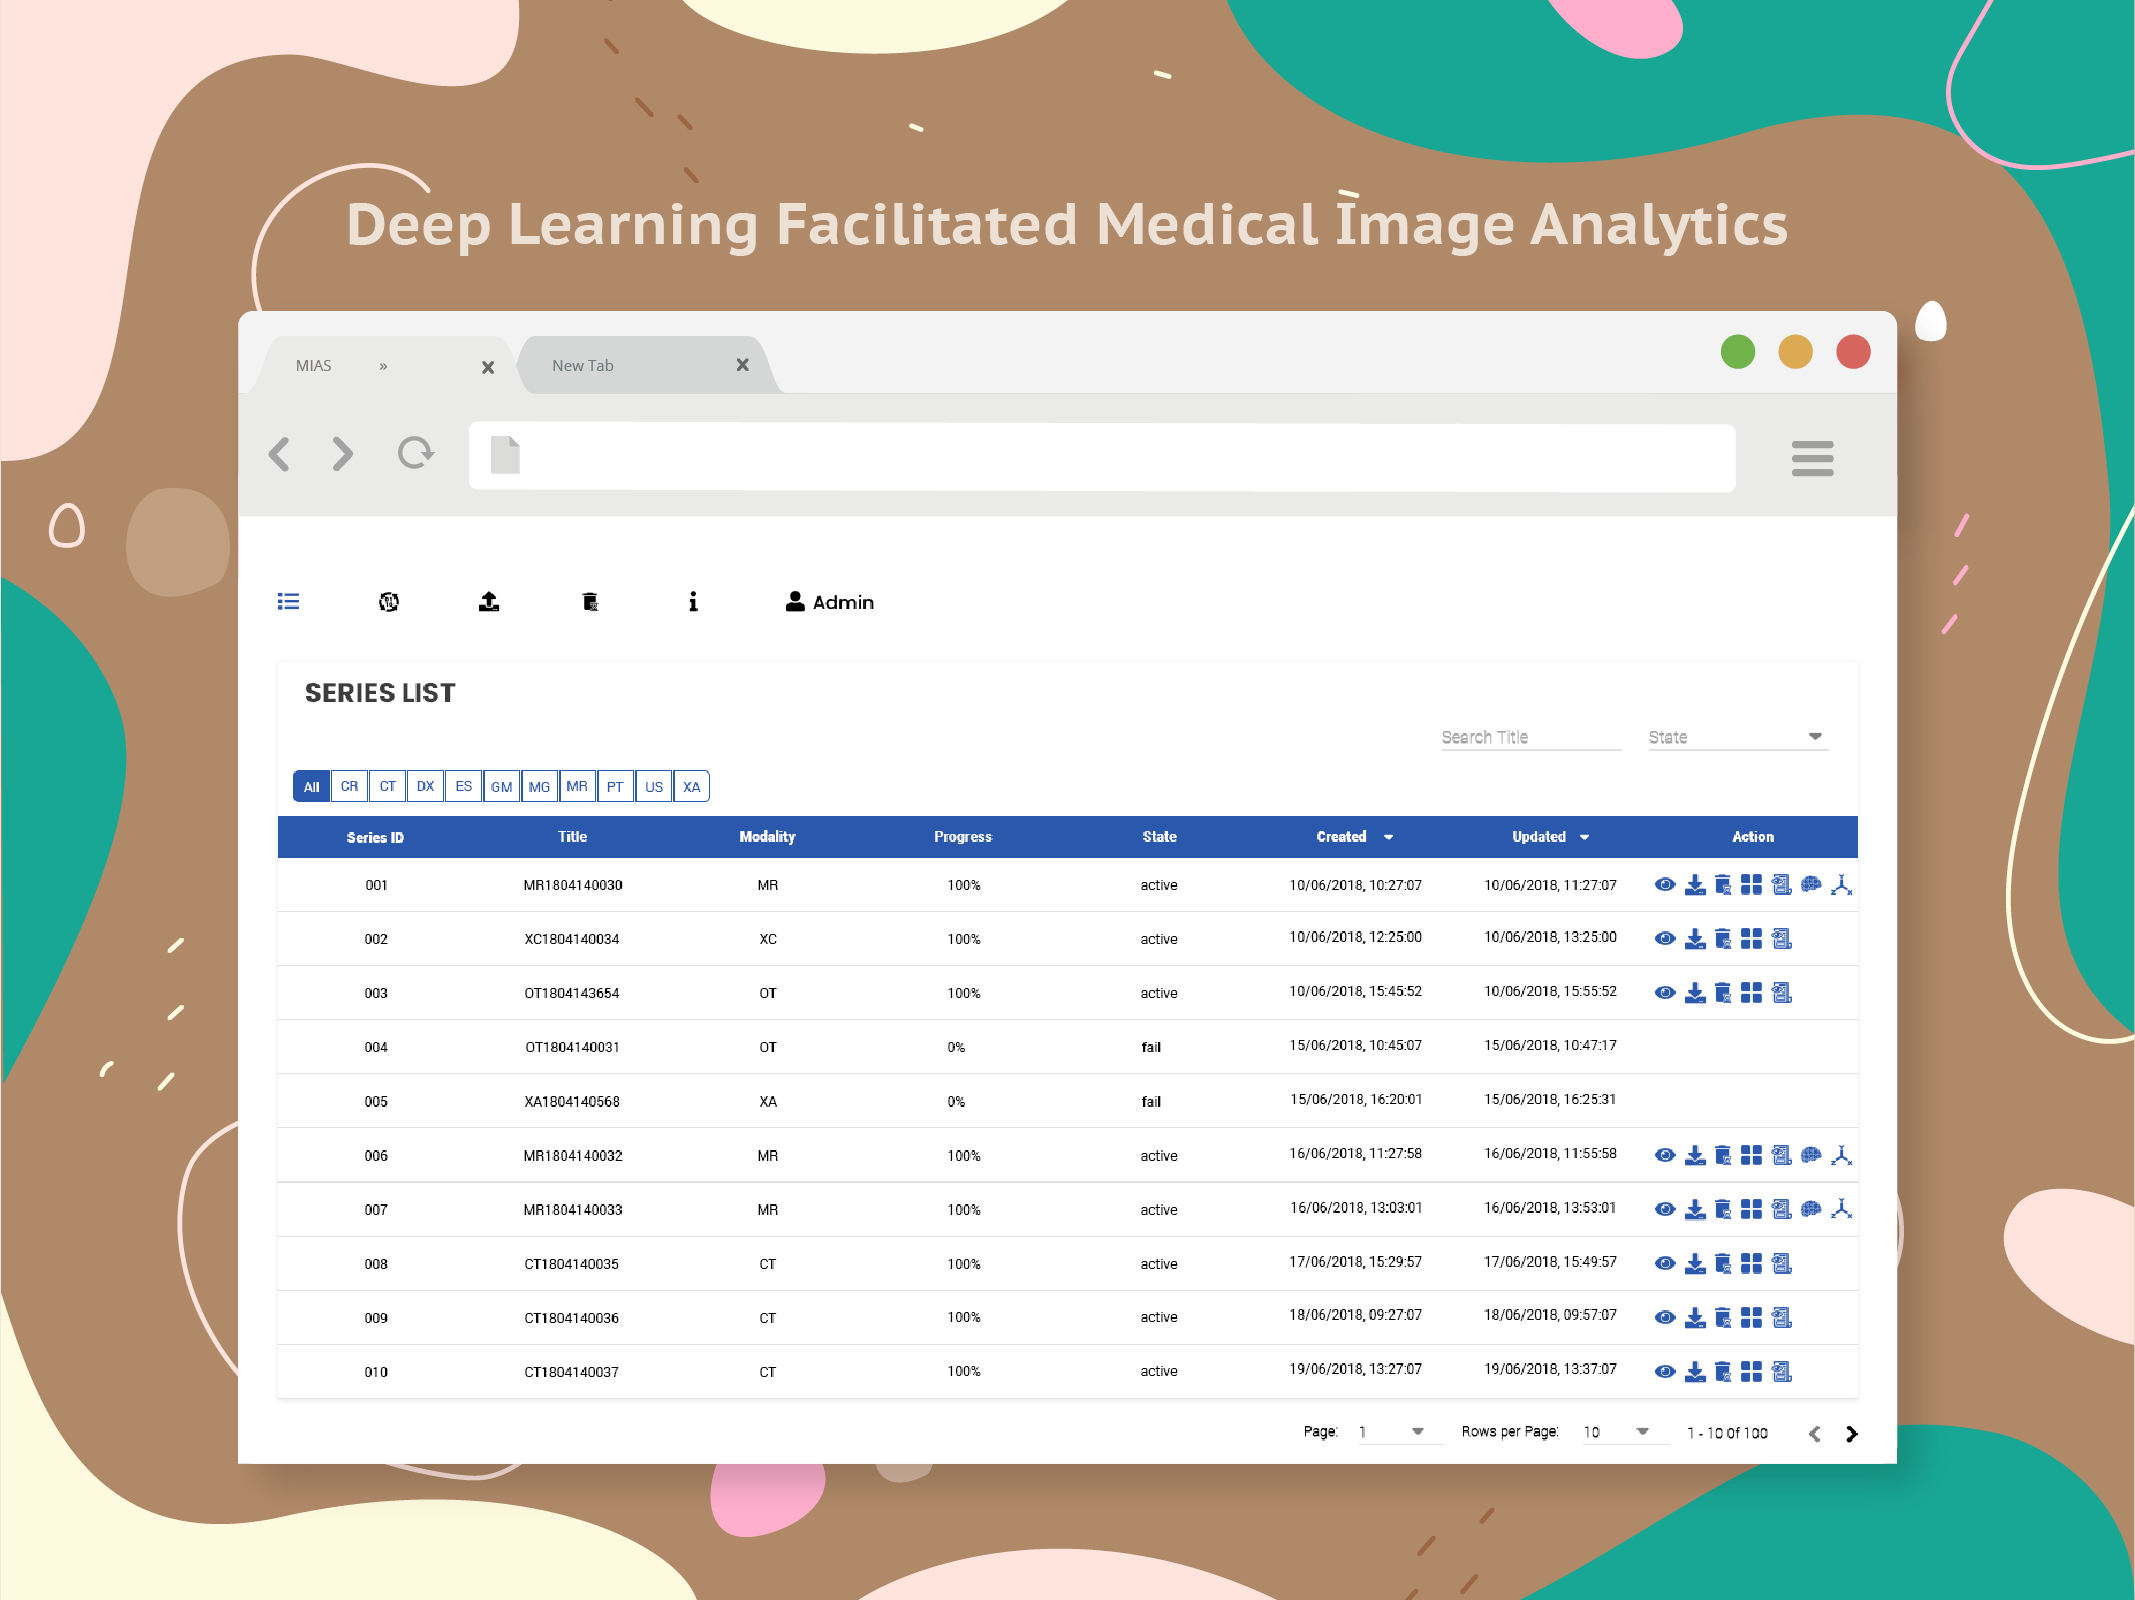 Deep Learning Facilitated Medical Image Analytics
MIAS » New Tab
Admin
SERIES LIST
Search Title State
All CR CT DX ES GM MG MR PT US XA
Series ID Title Modality Progress State Created Updated Action
001 MR1804140030 MR 100% active 10/06/2018, 10:27:07 10/06/2018, 11:27:07
002 XC1804140034 XC 100% active 10/06/2018, 12:25:00 10/06/2018, 13:25:00
003 OT1804143654 OT 100% active 10/06/2018, 15:45:52 10/06/2018, 15:55:52
004 OT1804140031 OT 0% fail 15/06/2018, 10:45:07 15/06/2018, 10:47:17
005 XA1804140568 XA 0% fail 15/06/2018, 16:20:01 15/06/2018, 16:25:31
006 MR1804140032 MR 100% active 16/06/2018, 11:27:58 16/06/2018, 11:55:58
007 MR1804140033 MR 100% active 16/06/2018, 13:03:01 16/06/2018, 13:53:01
008 CT1804140035 CT 100% active 17/06/2018, 15:29:57 17/06/2018, 15:49:57
009 CT1804140036 CT 100% active 18/06/2018, 09:27:07 18/06/2018, 09:57:07
010 CT1804140037 CT 100% active 19/06/2018, 13:27:07 19/06/2018, 13:37:07
Page: 1 Rows per Page: 10 1 - 10 0f 100